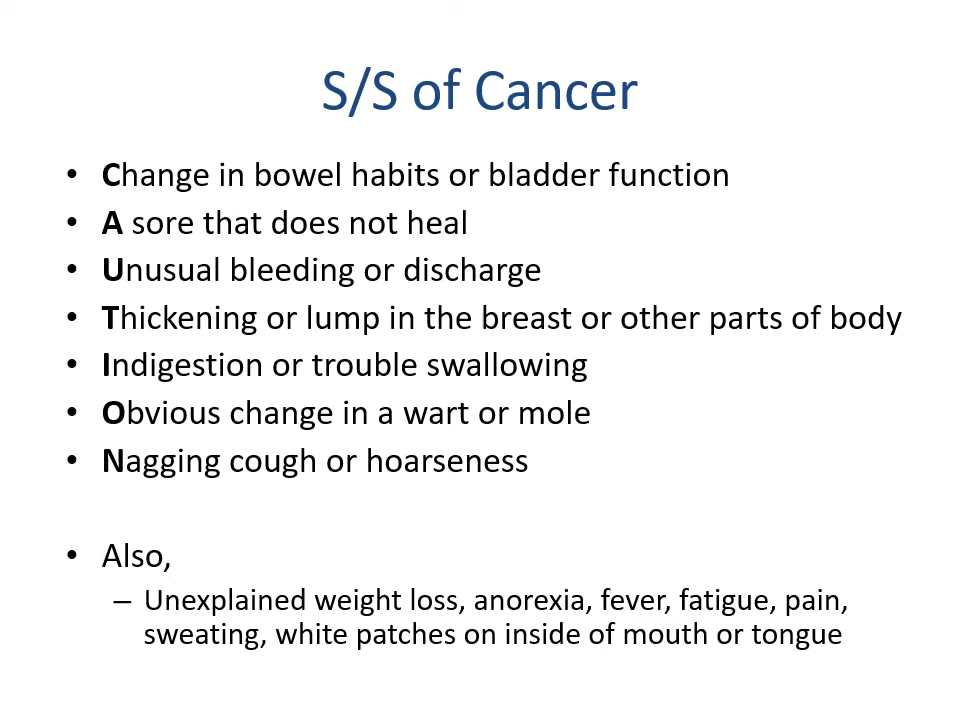 S/S of Cancer
• Change in bowel habits or bladder function
• A sore that does not heal
• Unusual bleeding or discharge
• Thickening or lump in the breast or other parts of body
• Indigestion or trouble swallowing
• Obvious change in a wart or mole
• Nagging cough or hoarseness
• Also,
– Unexplained weight loss, anorexia, fever, fatigue, pain,
sweating, white patches on inside of mouth or tongue